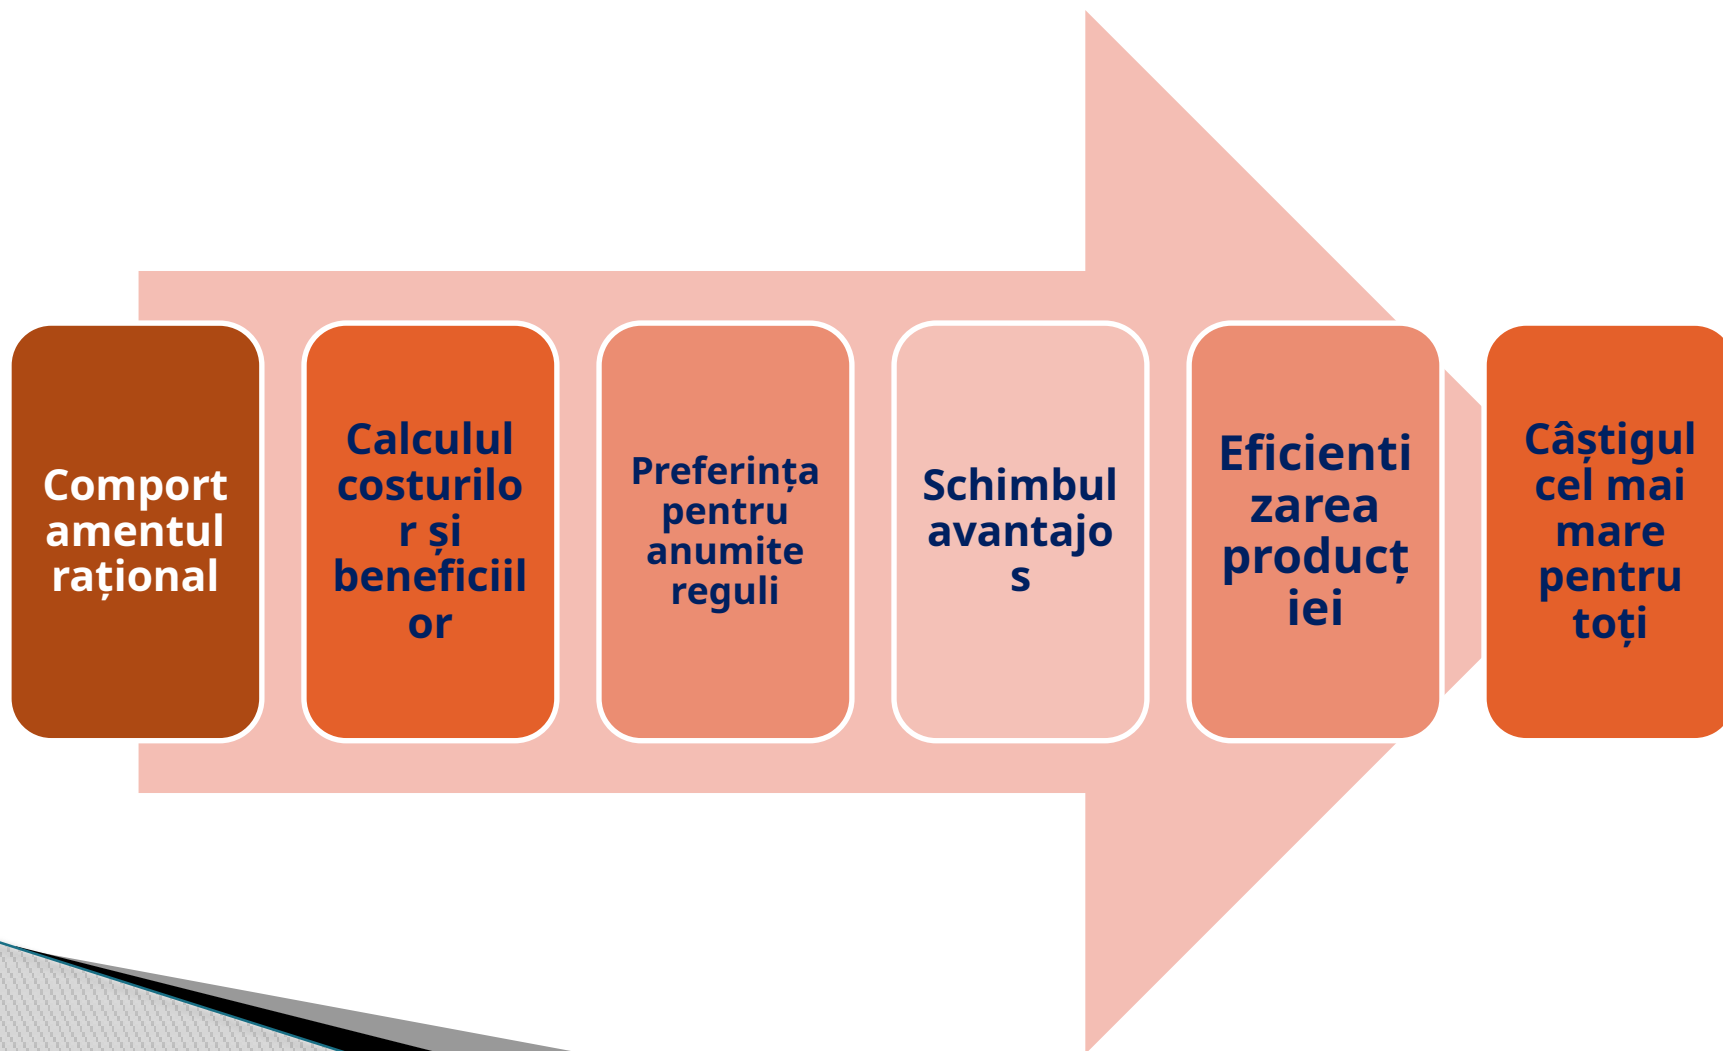 Comport
amentul
rațional
Calculul
costurilo
r și
beneficiil
or
Preferința
pentru
anumite
reguli
Schimbul
avantajo
s
Eficienti
zarea
producț
iei
Câștigul
cel mai
mare
pentru
toți